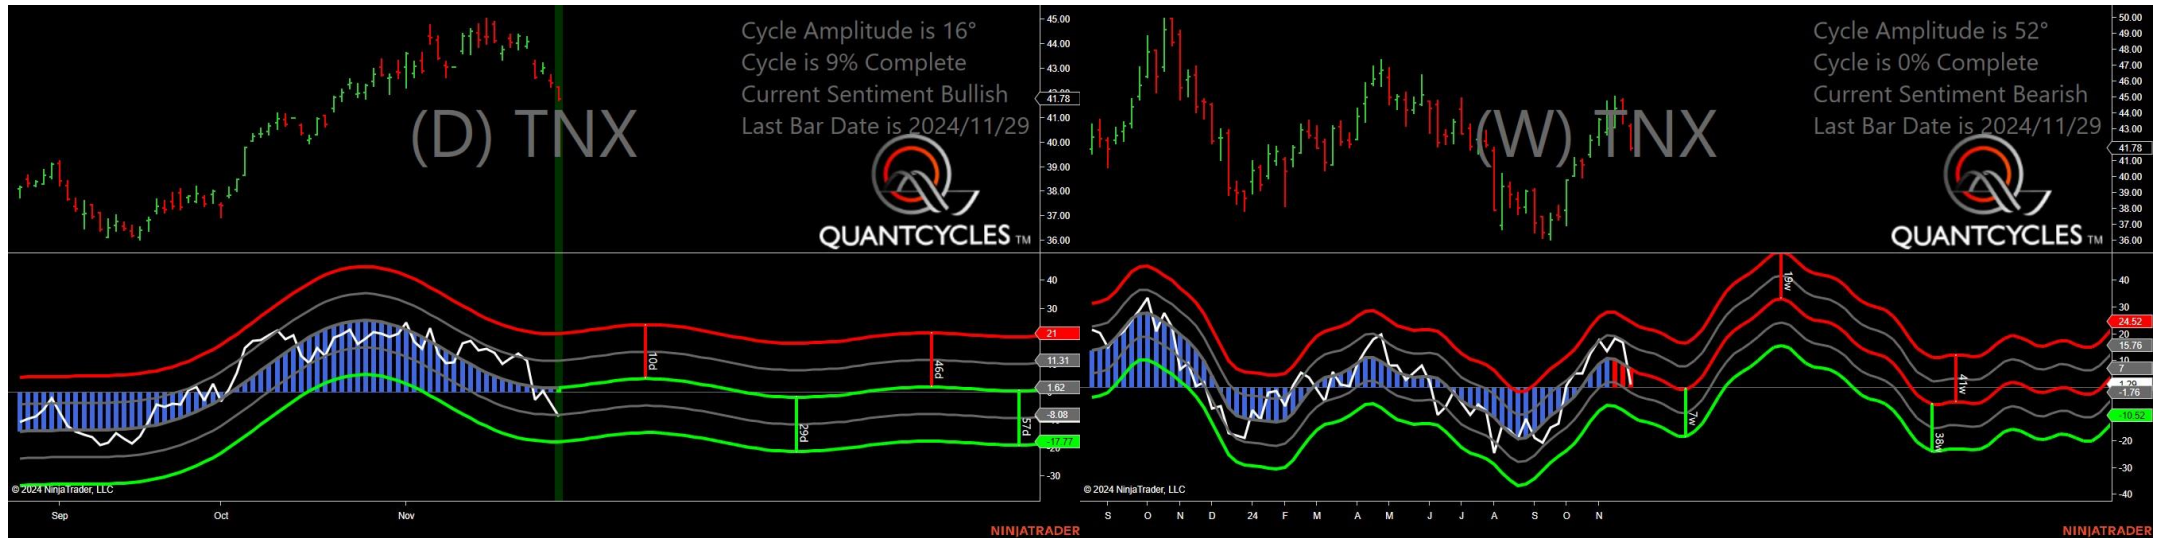 Cycle Amplitude is 16°
Cycle is 9% Complete
Current Sentiment Bullish
Last Bar Date is 2024/11/29
(D) TNX
QUANTCYCLES TM
45.00
44.00
43.00
41.78
41.00
40.00
39.00
38.00
37.00
36.00
40
30
21
11.31
1.62
-8.08
-17.77
-20
-30
10d
29d
46d
57d
© 2024 NinjaTrader, LLC
Sep Oct Nov
NINJATRADER
Cycle Amplitude is 52°
Cycle is 0% Complete
Current Sentiment Bearish
Last Bar Date is 2024/11/29
(W) TNX
QUANTCYCLES TM
50.00
49.00
48.00
47.00
46.00
45.00
44.00
43.00
41.78
41.00
40.00
39.00
38.00
37.00
36.00
40
30
24.52
20
15.76
10
7
1.29
-1.76
-10.52
-20
-30
-40
7w
19w
38w
41w
© 2024 NinjaTrader, LLC
S O N D 24 F M A M J J A S O N
NINJATRADER